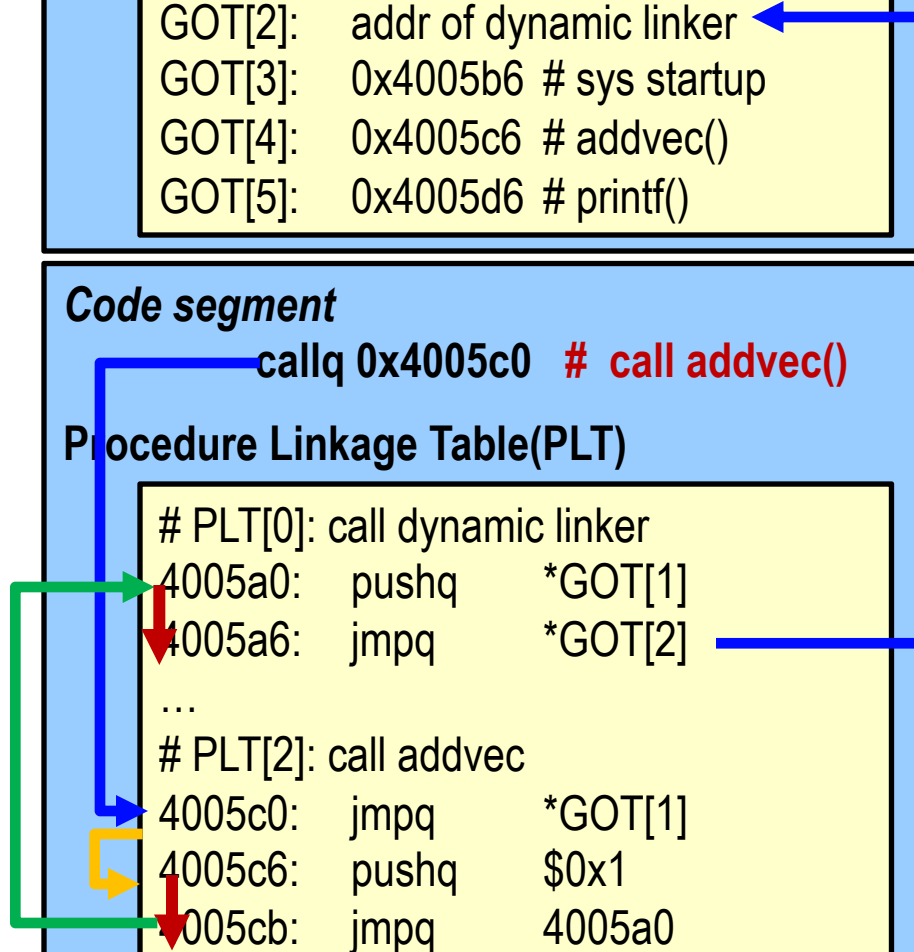 GOT[2]: addr of dynamic linker
GOT[3]: 0x4005b6 # sys startup
GOT[4]: 0x4005c6 # addvec()
GOT[5]: 0x4005d6 # printf()
Code segment
callq 0x4005c0 # call addvec()
Procedure Linkage Table(PLT)
# PLT[0]: call dynamic linker
4005a0: pushq *GOT[1]
4005a6: jmpq *GOT[2]
…
# PLT[2]: call addvec
4005c0: jmpq *GOT[1]
4005c6: pushq $0x1
4005cb: jmpq 4005a0